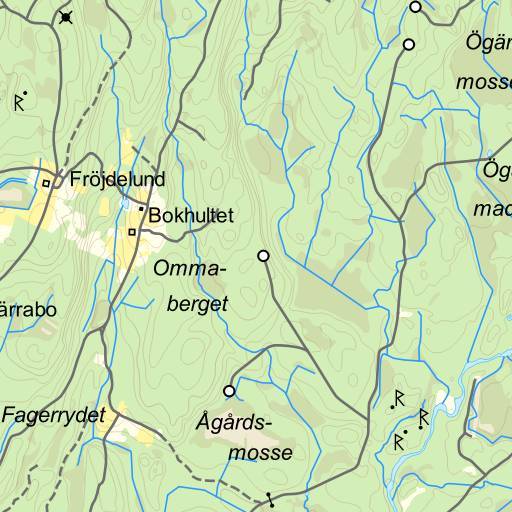 Ögär
mosse
Ög
mad
Fröjdelund
Bokhultet
Omma-
berget
ärrabo
Fagerrydet
Ågårds-
mosse
R
R
R
R